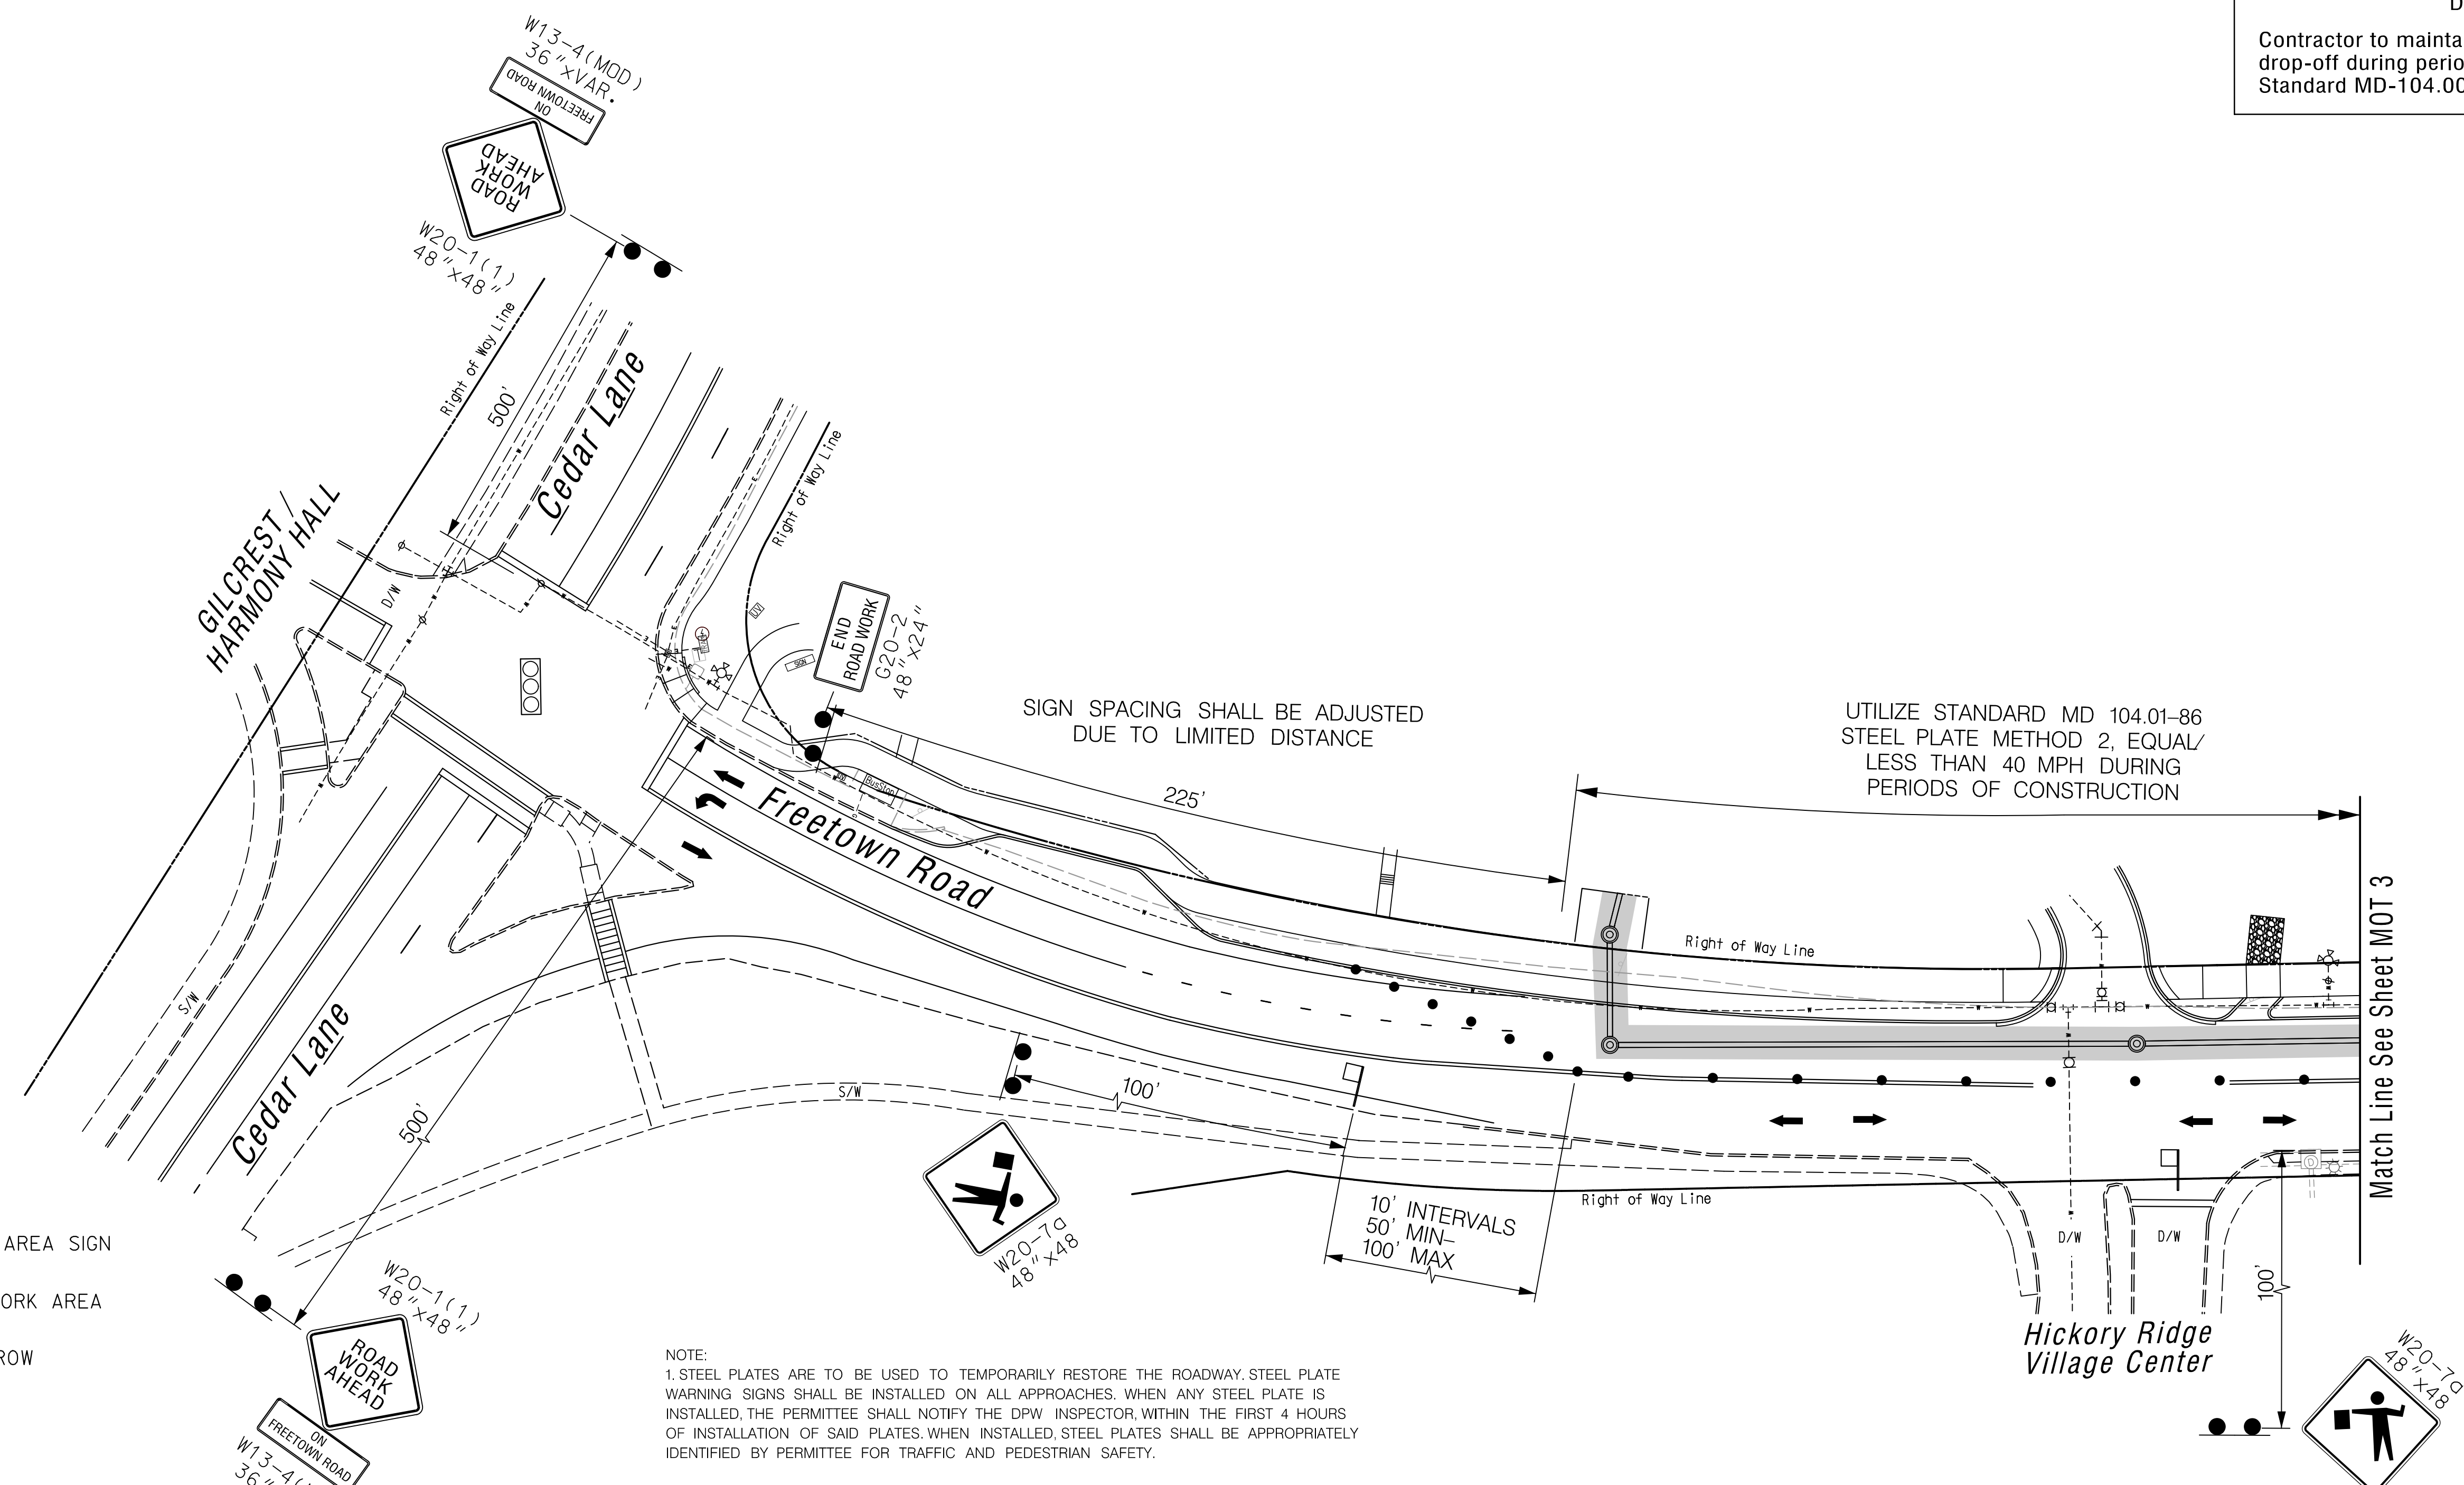 D
Contractor to mainta
drop-off during perio
Standard MD-104.00
W13-4(MOD)
36"xVAR.
ON
FREETOWN ROAD
ROAD
WORK
AHEAD
W20-1(1)
48"x48"
Right of Way Line
500'
Cedar Lane
Right of Way Line
GILCREST /
HARMONY HALL
D/W
UV
SIGN
END
ROAD WORK
G20-2
48"x24"
SIGN SPACING SHALL BE ADJUSTED
DUE TO LIMITED DISTANCE
225'
UTILIZE STANDARD MD 104.01-86
STEEL PLATE METHOD 2, EQUAL/
LESS THAN 40 MPH DURING
PERIODS OF CONSTRUCTION
BusStop
Freetown Road
Right of Way Line
Match Line See Sheet MOT 3
S/W
Cedar Lane
500'
S/W
100'
W20-7a
48"x48
10' INTERVALS
50' MIN-
100' MAX
Right of Way Line
D/W
D/W
100'
Hickory Ridge
Village Center
W20-7a
48"x48
AREA SIGN
ORK AREA
ROW
W20-1(1)
48"x48"
ROAD
WORK
AHEAD
ON
FREETOWN ROAD
W13-4(
36"
NOTE:
1. STEEL PLATES ARE TO BE USED TO TEMPORARILY RESTORE THE ROADWAY. STEEL PLATE
WARNING SIGNS SHALL BE INSTALLED ON ALL APPROACHES. WHEN ANY STEEL PLATE IS
INSTALLED, THE PERMITTEE SHALL NOTIFY THE DPW INSPECTOR, WITHIN THE FIRST 4 HOURS
OF INSTALLATION OF SAID PLATES. WHEN INSTALLED, STEEL PLATES SHALL BE APPROPRIATELY
IDENTIFIED BY PERMITTEE FOR TRAFFIC AND PEDESTRIAN SAFETY.